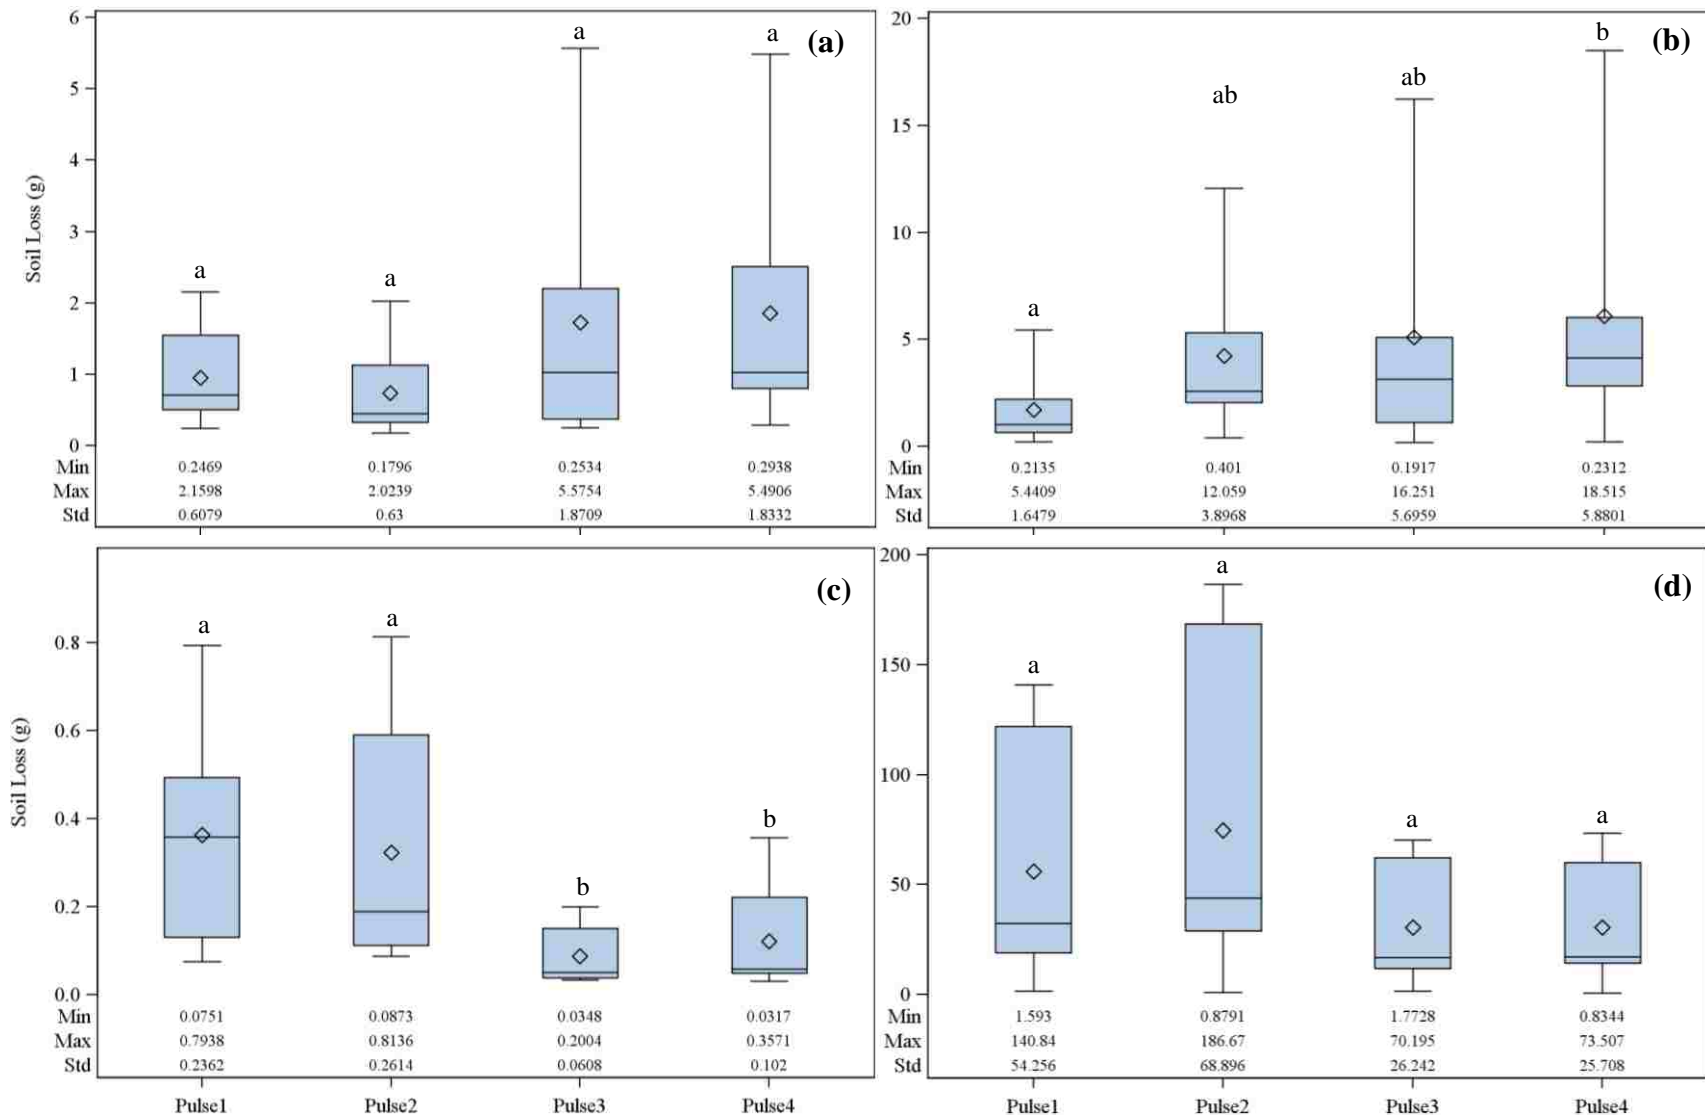 6
5
4
3
2
1
0
Soil Loss (g)
a
a
a
a
(a)
Min 0.2469 0.1796 0.2534 0.2938
Max 2.1598 2.0239 5.5754 5.4906
Std 0.6079 0.63 1.8709 1.8332
20
15
10
5
0
a
ab
ab
b
(b)
Min 0.2135 0.401 0.1917 0.2312
Max 5.4409 12.059 16.251 18.515
Std 1.6479 3.8968 5.6959 5.8801
0.8
0.6
0.4
0.2
0.0
Soil Loss (g)
a
a
b
b
(c)
Min 0.0751 0.0873 0.0348 0.0317
Max 0.7938 0.8136 0.2004 0.3571
Std 0.2362 0.2614 0.0608 0.102
Pulse1 Pulse2 Pulse3 Pulse4
200
150
100
50
0
a
a
a
a
(d)
Min 1.593 0.8791 1.7728 0.8344
Max 140.84 186.67 70.195 73.507
Std 54.256 68.896 26.242 25.708
Pulse1 Pulse2 Pulse3 Pulse4